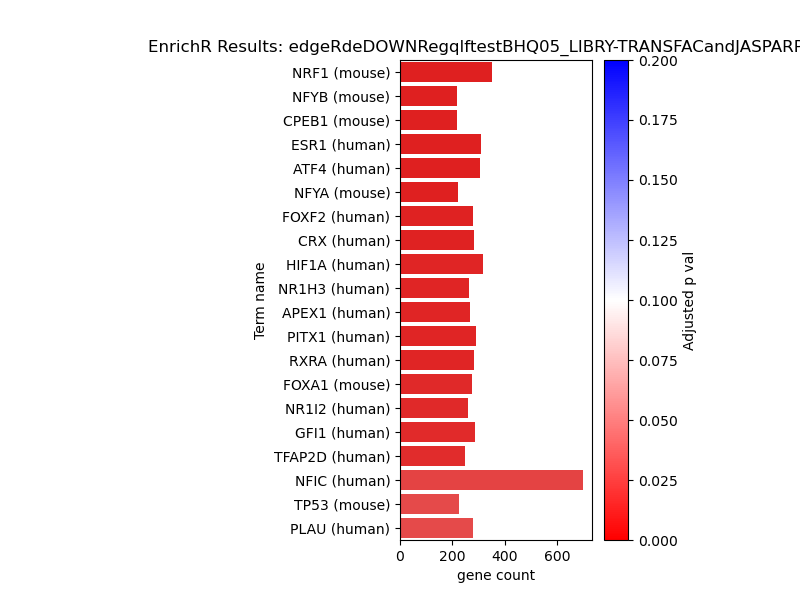 EnrichR Results: edgeRdeDOWNRegqlftestBHQ05_LIBRY-TRANSFACandJASPARP
NRF1 (mouse)
NFYB (mouse)
CPEB1 (mouse)
ESR1 (human)
ATF4 (human)
NFYA (mouse)
FOXF2 (human)
CRX (human)
HIF1A (human)
NR1H3 (human)
APEX1 (human)
PITX1 (human)
RXRA (human)
FOXA1 (mouse)
NR1I2 (human)
GFI1 (human)
TFAP2D (human)
NFIC (human)
TP53 (mouse)
PLAU (human)
Term name
0 200 400 600
gene count
0.200
0.175
0.150
0.125
0.100
0.075
0.050
0.025
0.000
Adjusted p val